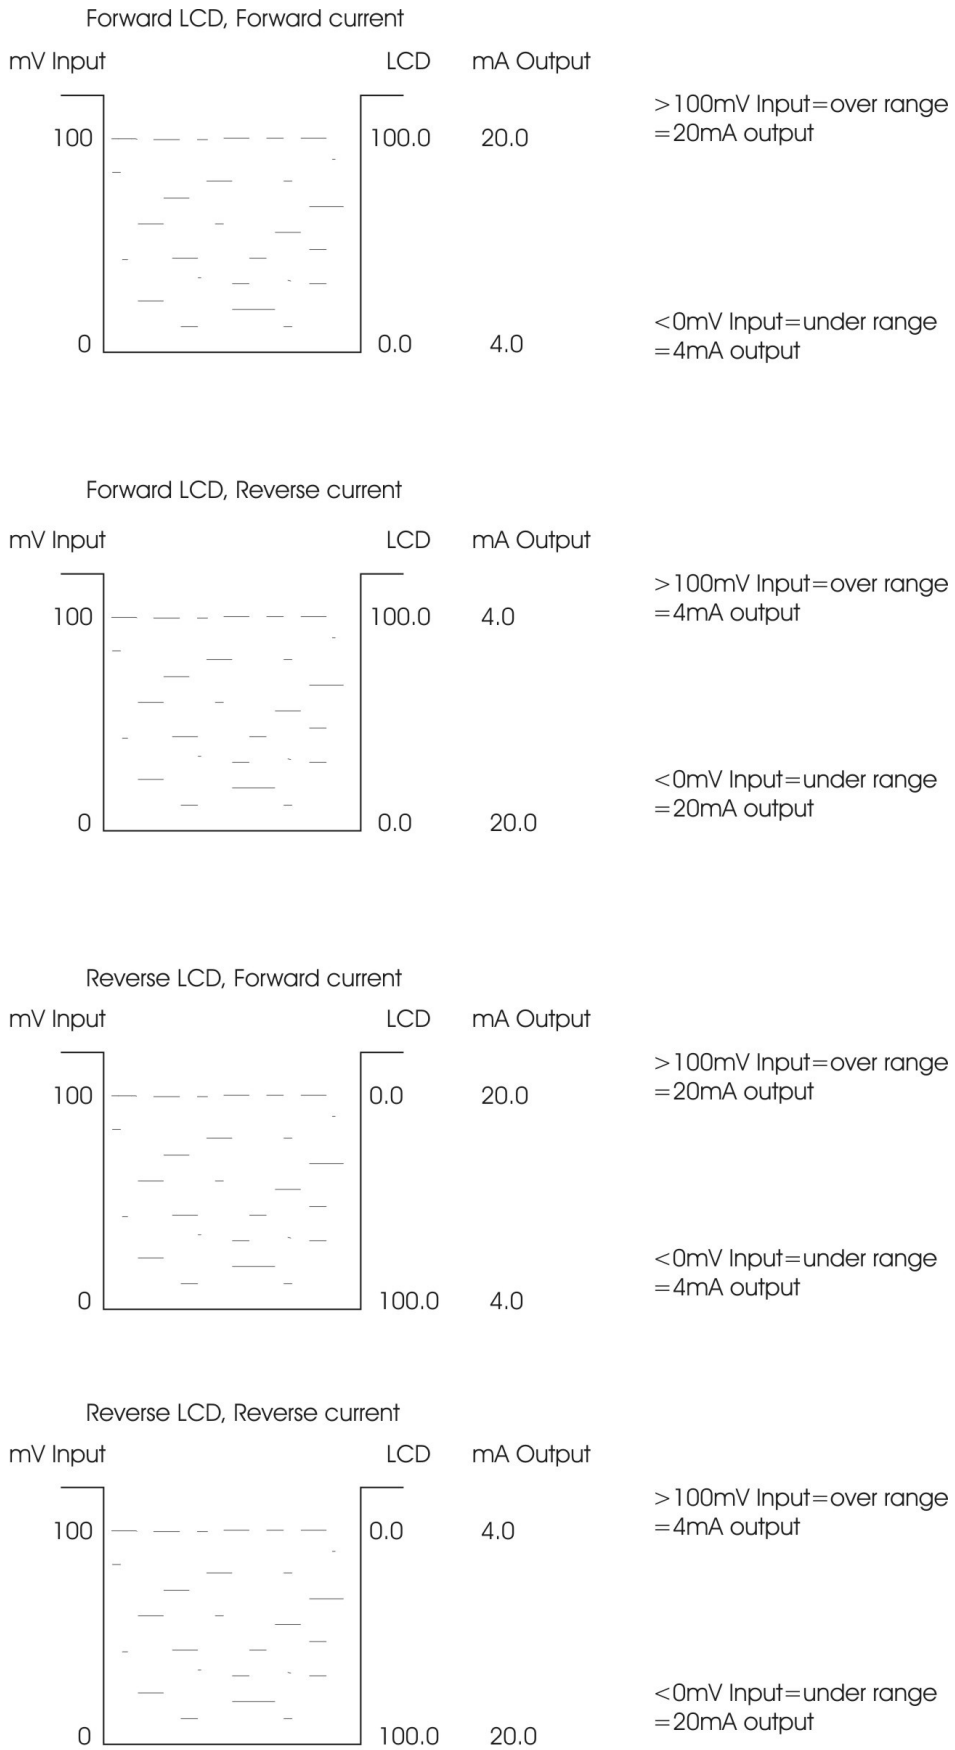 Forward LCD, Forward current
mV Input LCD mA Output
>100mV Input=over range
100 100.0 20.0 =20mA output
<0mV Input=under range
0 0.0 4.0 =4mA output
Forward LCD, Reverse current
mV Input LCD mA Output
>100mV Input=over range
100 100.0 4.0 =4mA output
<0mV Input=under range
=20mA output
0 0.0 20.0
Reverse LCD, Forward current
mV Input LCD mA Output
>100mV Input=over range
100 0.0 20.0 =20mA output
<0mV Input=under range
=4mA output
0 100.0 4.0
Reverse LCD, Reverse current
mV Input LCD mA Output
>100mV Input=over range
100 0.0 4.0 =4mA output
<0mV Input=under range
=20mA output
0 100.0 20.0